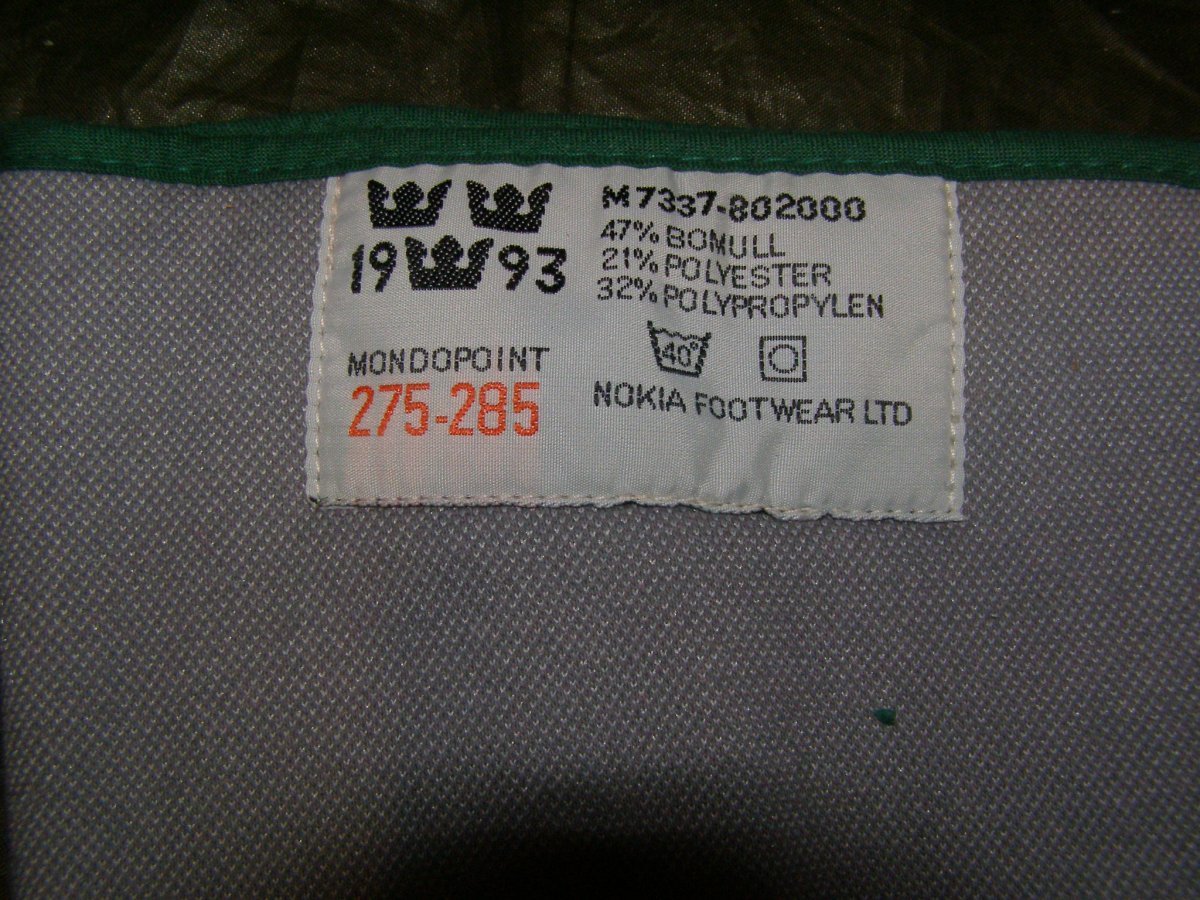 19 93
MONDOPOINT
275-285
M7337-802000
47% BOMULL
21% POLYESTER
32% POLYPROPYLEN
40°
NOKIA FOOTWEAR LTD